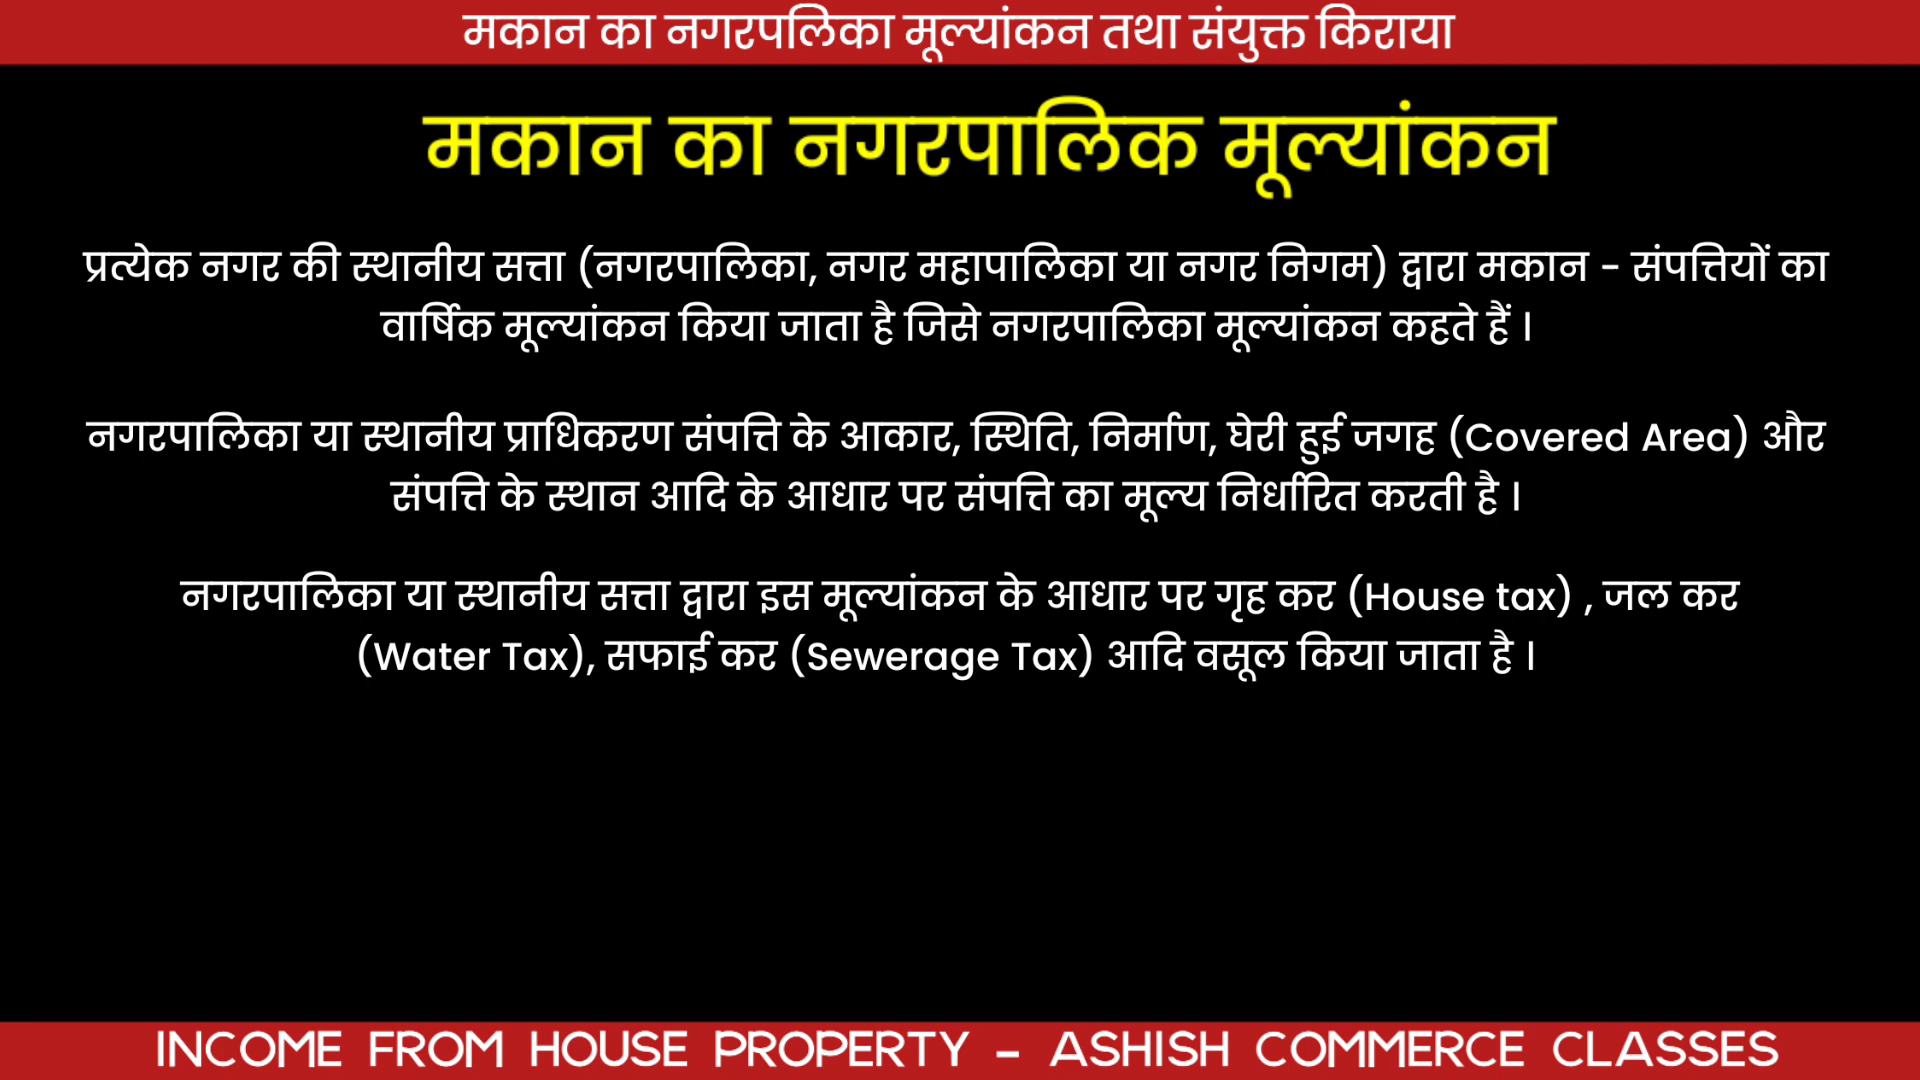 मकान का नगरपलिका मूल्यांकन तथा संयुक्त किराया
मकान का नगरपालिक मूल्यांकन
प्रत्येक नगर की स्थानीय सत्ता (नगरपालिका, नगर महापालिका या नगर निगम) द्वारा मकान - संपत्तियों का
वार्षिक मूल्यांकन किया जाता है जिसे नगरपालिका मूल्यांकन कहते हैं ।
नगरपालिका या स्थानीय प्राधिकरण संपत्ति के आकार, स्थिति, निर्माण, घेरी हुई जगह (Covered Area) और
संपत्ति के स्थान आदि के आधार पर संपत्ति का मूल्य निर्धारित करती है ।
नगरपालिका या स्थानीय सत्ता द्वारा इस मूल्यांकन के आधार पर गृह कर (House tax) , जल कर
(Water Tax), सफाई कर (Sewerage Tax) आदि वसूल किया जाता है ।
INCOME FROM HOUSE PROPERTY - ASHISH COMMERCE CLASSES